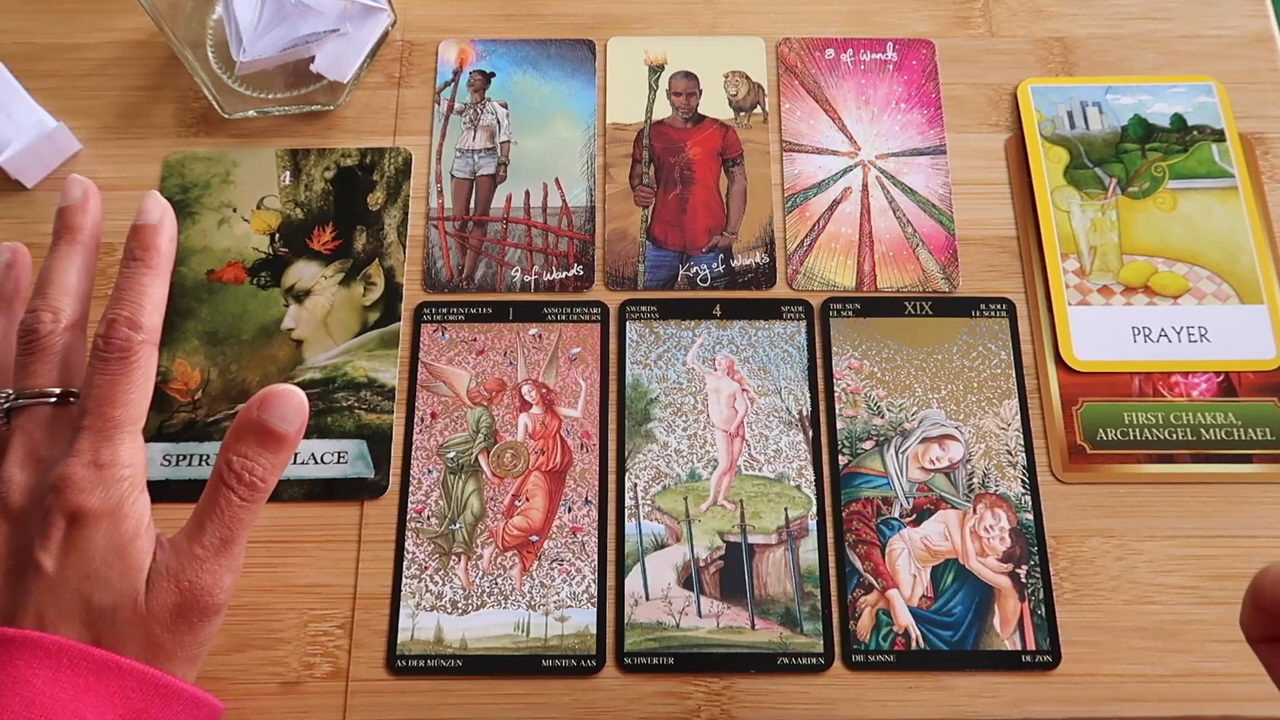 4
SPIR LACE
9 of Wands
King of Wands
8 of Wands
ACE OF PENTACLES
AS DE OROS
I
ASSO DI DENARI
AS DE DENIERS
AS DER MÜNZEN
MUNTEN AAS
SWORDS
ESPADAS
4
SPADE
ÉPÉES
SCHWERTER
ZWAARDEN
THE SUN
EL SOL
XIX
IL SOLE
LE SOLEIL
DIE SONNE
DE ZON
PRAYER
FIRST CHAKRA,
ARCHANGEL MICHAEL